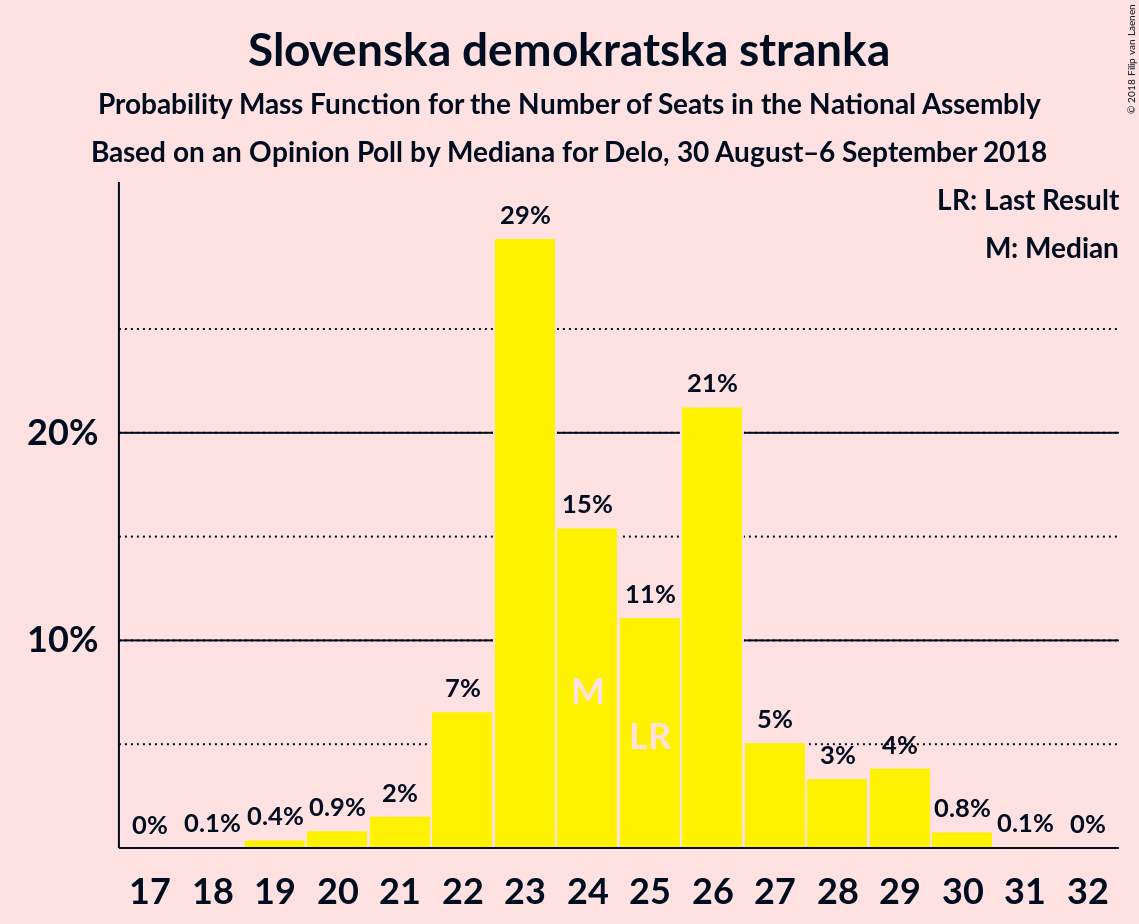 Slovenska demokratska stranka
Probability Mass Function for the Number of Seats in the National Assembly
Based on an Opinion Poll by Mediana for Delo, 30 August–6 September 2018
© 2018 Filip van Laenen
LR: Last Result
M: Median
20%
10%
0%
0.1%
0.4%
0.9%
2%
7%
29%
15%
11%
21%
5%
3%
4%
0.8%
0.1%
0%
M
LR
17 18 19 20 21 22 23 24 25 26 27 28 29 30 31 32